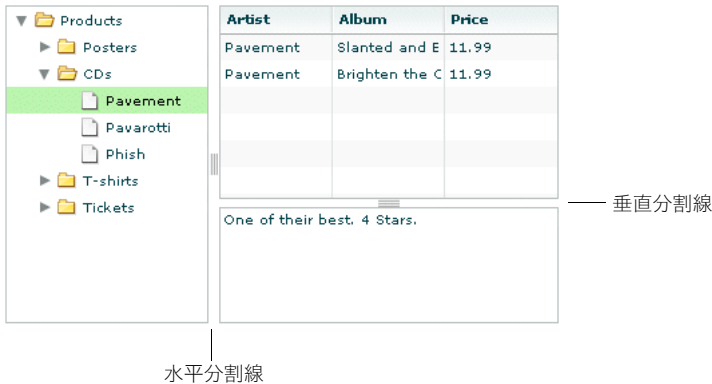 Products
Posters
CDs
Pavement
Pavarotti
Phish
T-shirts
Tickets
Artist Album Price
Pavement Slanted and E 11.99
Pavement Brighten the C 11.99
One of their best. 4 Stars.
垂直分割線
水平分割線